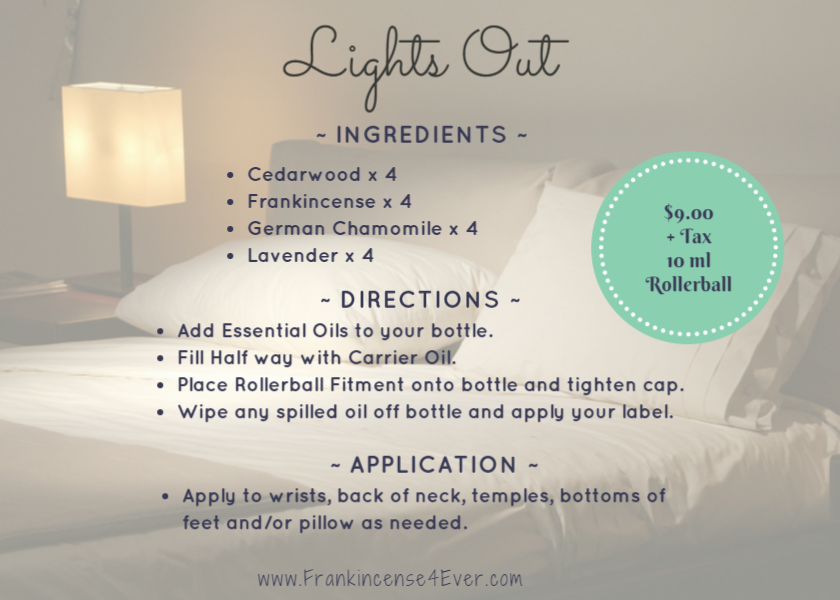 Lights Out
~ INGREDIENTS ~
• Cedarwood x 4
• Frankincense x 4
• German Chamomile x 4
• Lavender x 4
$9.00
+ Tax
10 ml
Rollerball
~ DIRECTIONS ~
• Add Essential Oils to your bottle.
• Fill Half way with Carrier Oil.
• Place Rollerball Fitment onto bottle and tighten cap.
• Wipe any spilled oil off bottle and apply your label.
~ APPLICATION ~
• Apply to wrists, back of neck, temples, bottoms of
feet and/or pillow as needed.
www.Frankincense4Ever.com